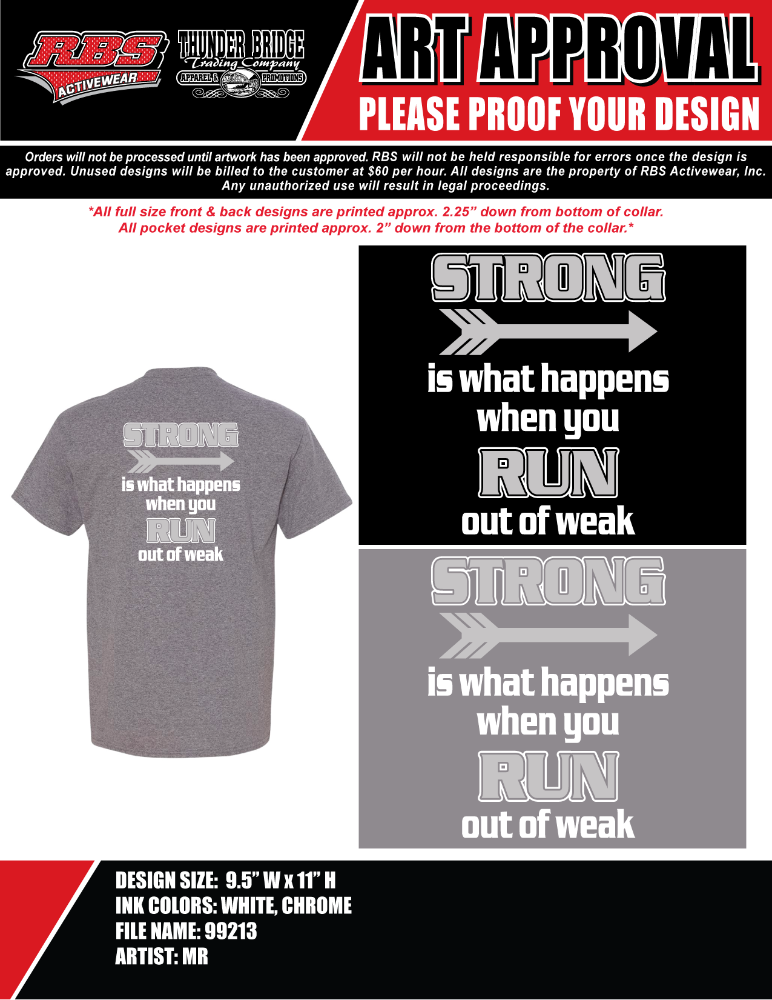 RBS
ACTIVEWEAR
THUNDER BRIDGE
Trading Company
APPAREL & PROMOTIONS
ART APPROVAL
PLEASE PROOF YOUR DESIGN
Orders will not be processed until artwork has been approved. RBS will not be held responsible for errors once the design is
approved. Unused designs will be billed to the customer at $60 per hour. All designs are the property of RBS Activewear, Inc.
Any unauthorized use will result in legal proceedings.
*All full size front & back designs are printed approx. 2.25” down from bottom of collar.
All pocket designs are printed approx. 2” down from the bottom of the collar.*
STRONG
is what happens
when you
RUN
out of weak
STRONG
is what happens
when you
RUN
out of weak
STRONG
is what happens
when you
RUN
out of weak
DESIGN SIZE: 9.5” W x 11” H
INK COLORS: WHITE, CHROME
FILE NAME: 99213
ARTIST: MR